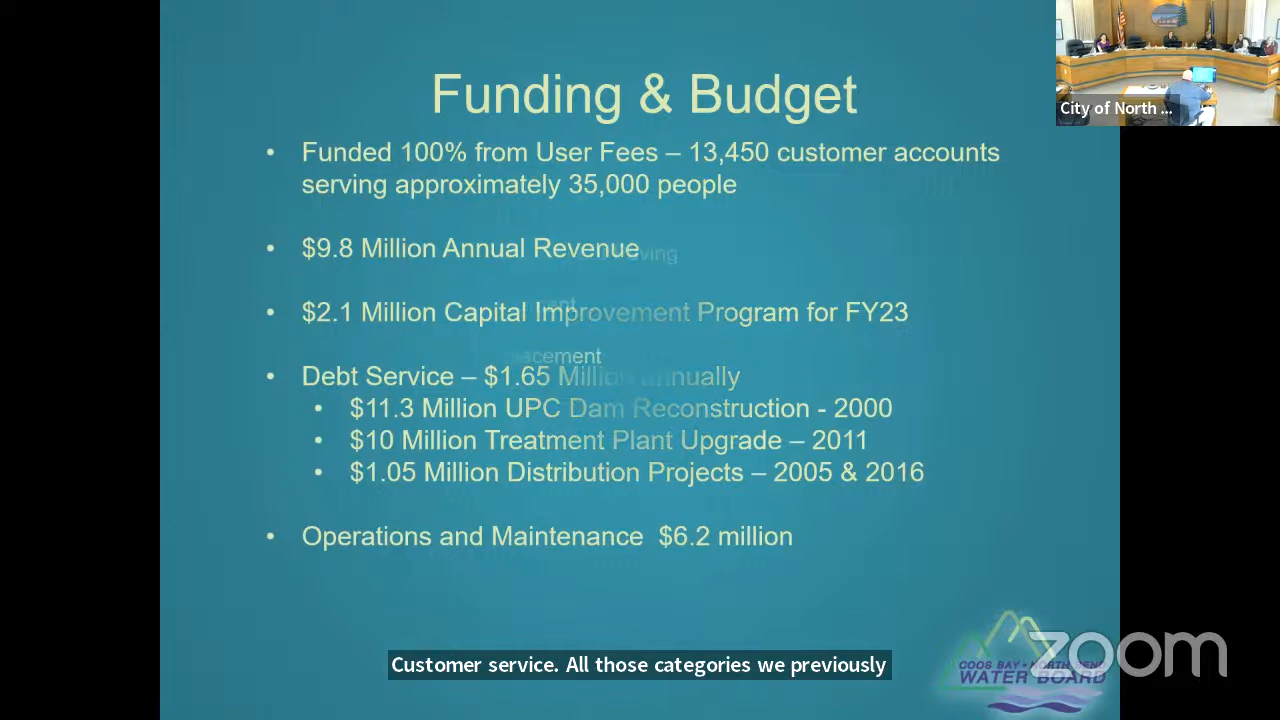 Funding & Budget
City of North ...
• Funded 100% from User Fees – 13,450 customer accounts
serving approximately 35,000 people
• $9.8 Million Annual Revenue
• $2.1 Million Capital Improvement Program for FY23
placement
• Debt Service – $1.65 Million annually
• $11.3 Million UPC Dam Reconstruction - 2000
• $10 Million Treatment Plant Upgrade – 2011
• $1.05 Million Distribution Projects – 2005 & 2016
• Operations and Maintenance $6.2 million
Customer service. All those categories we previously
zoom
COOS BAY • NORTH BEND
WATER BOARD